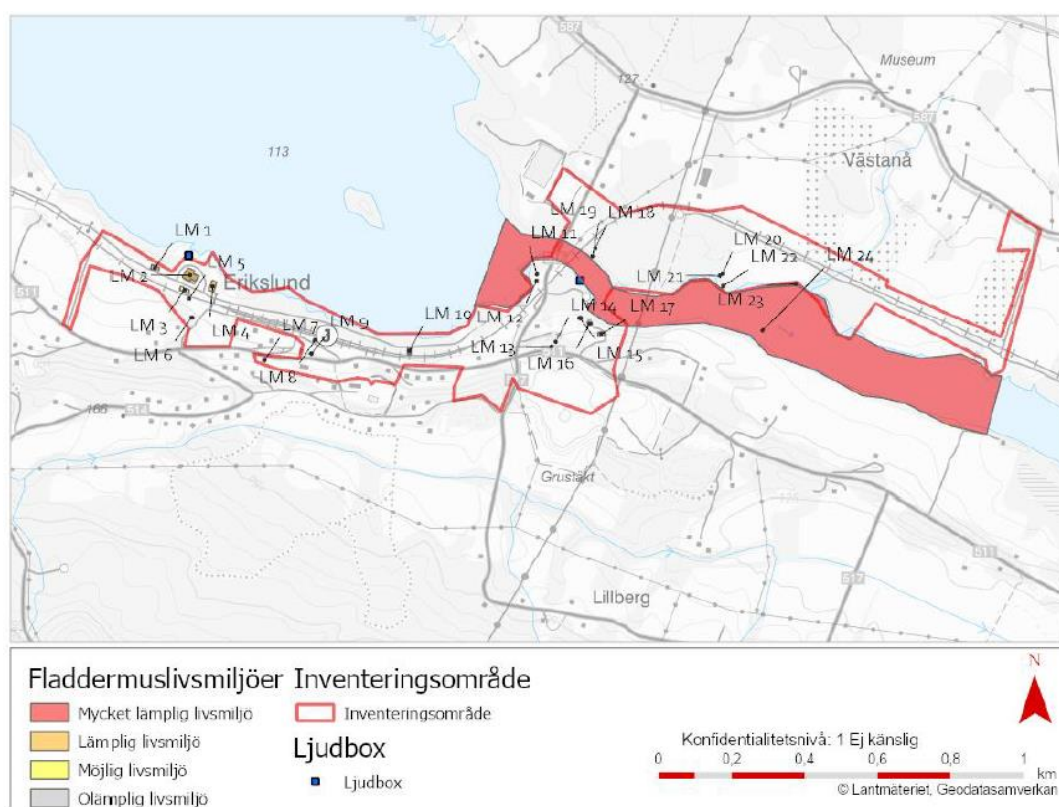 587
Museum
127
587
113
Västanå
LM 19
LM 18
LM 11
LM 1
LM 20
LM 5
LM 24
LM 2
LM 21
LM 22
Erikslund
511
LM 14
LM 17
LM 23
LM 3
LM 7
LM 9
LM 10
LM 12
LM 4
LM 13
LM 15
LM 6
LM 16
LM 8
514
Grustäkt
511
517
Lillberg
Fladdermuslivsmiljöer
Mycket lämplig livsmiljö
Lämplig livsmiljö
Möjlig livsmiljö
Olämplig livsmiljö
Inventeringsområde
Inventeringsområde
Ljudbox
Ljudbox
N
Konfidentialitetsnivå: 1 Ej känslig
0 0,2 0,4 0,6 0,8 1
km
© Lantmäteriet, Geodatasamverkan